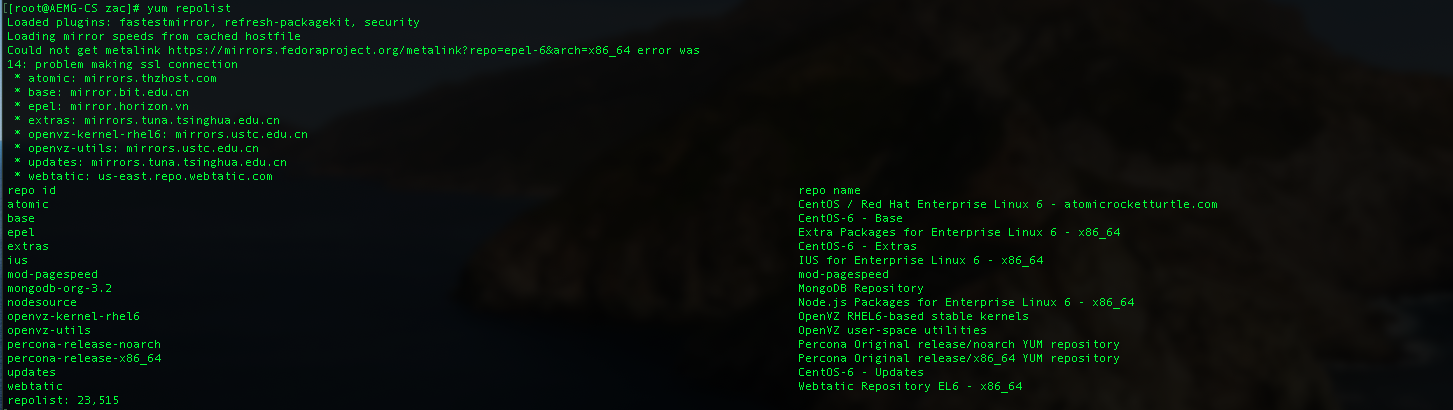 [[root@AEMG-CS zac]# yum repolist
Loaded plugins: fastestmirror, refresh-packagekit, security
Loading mirror speeds from cached hostfile
Could not get metalink https://mirrors.fedoraproject.org/metalink?repo=epel-6&arch=x86_64 error was
14: problem making ssl connection
 * atomic: mirrors.thzhost.com
 * base: mirror.bit.edu.cn
 * epel: mirror.horizon.vn
 * extras: mirrors.tuna.tsinghua.edu.cn
 * openvz-kernel-rhel6: mirrors.ustc.edu.cn
 * openvz-utils: mirrors.ustc.edu.cn
 * updates: mirrors.tuna.tsinghua.edu.cn
 * webtatic: us-east.repo.webtatic.com
repo id repo name
atomic CentOS / Red Hat Enterprise Linux 6 - atomicrocketturtle.com
base CentOS-6 - Base
epel Extra Packages for Enterprise Linux 6 - x86_64
extras CentOS-6 - Extras
ius IUS for Enterprise Linux 6 - x86_64
mod-pagespeed mod-pagespeed
mongodb-org-3.2 MongoDB Repository
nodesource Node.js Packages for Enterprise Linux 6 - x86_64
openvz-kernel-rhel6 OpenVZ RHEL6-based stable kernels
openvz-utils OpenVZ user-space utilities
percona-release-noarch Percona Original release/noarch YUM repository
percona-release-x86_64 Percona Original release/x86_64 YUM repository
updates CentOS-6 - Updates
webtatic Webtatic Repository EL6 - x86_64
repolist: 23,515